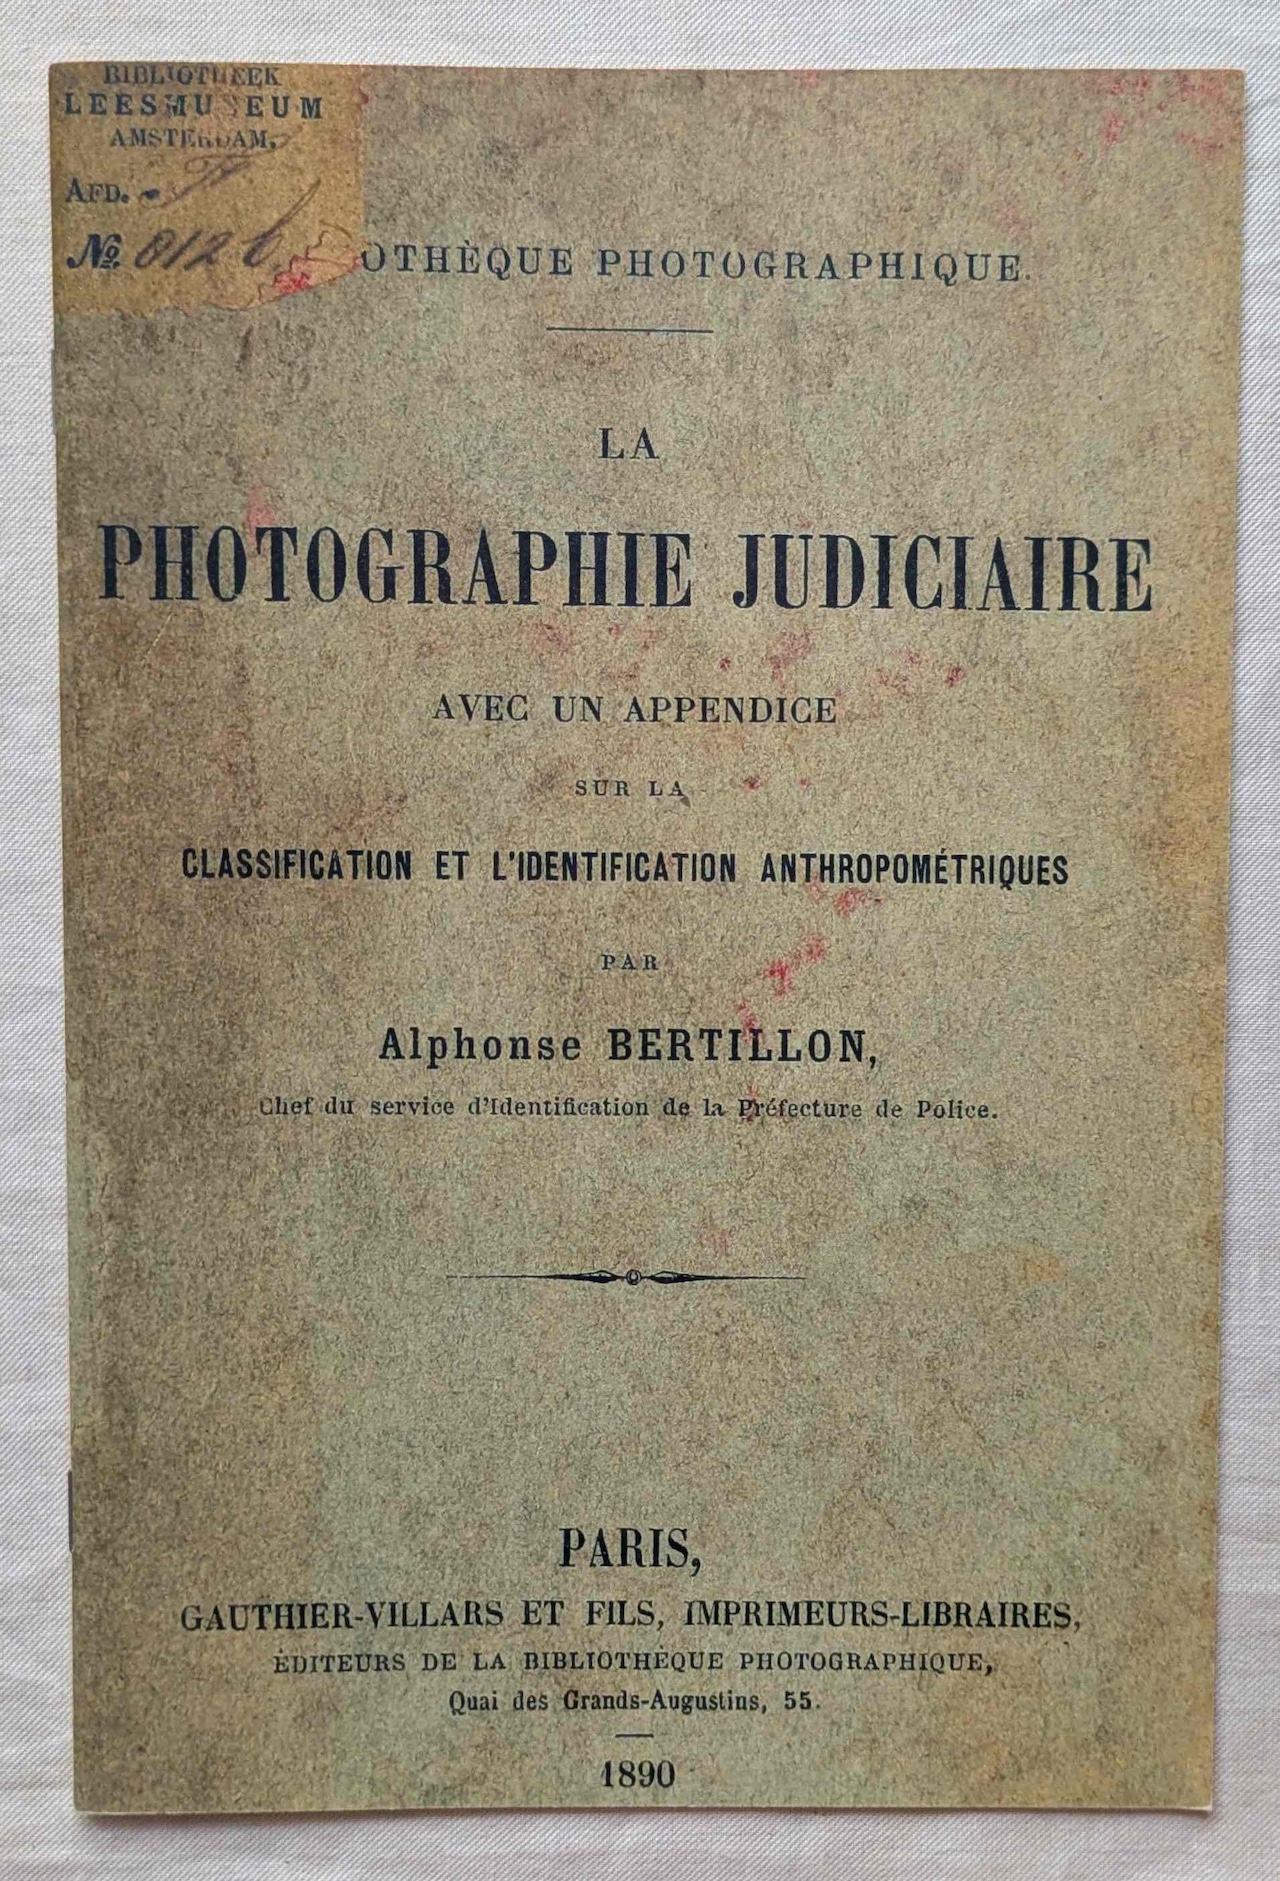 BIBLIOTHEEK
LEESMUSEUM
AMSTERDAM.
AFD.
No. 8126
OTHÈQUE PHOTOGRAPHIQUE.
LA
PHOTOGRAPHIE JUDICIAIRE
AVEC UN APPENDICE
SUR LA
CLASSIFICATION ET L'IDENTIFICATION ANTHROPOMÉTRIQUES
PAR
Alphonse BERTILLON,
Chef du service d'Identification de la Préfecture de Police.
PARIS,
GAUTHIER-VILLARS ET FILS, IMPRIMEURS-LIBRAIRES,
ÉDITEURS DE LA BIBLIOTHÈQUE PHOTOGRAPHIQUE,
Quai des Grands-Augustins, 55.
1890